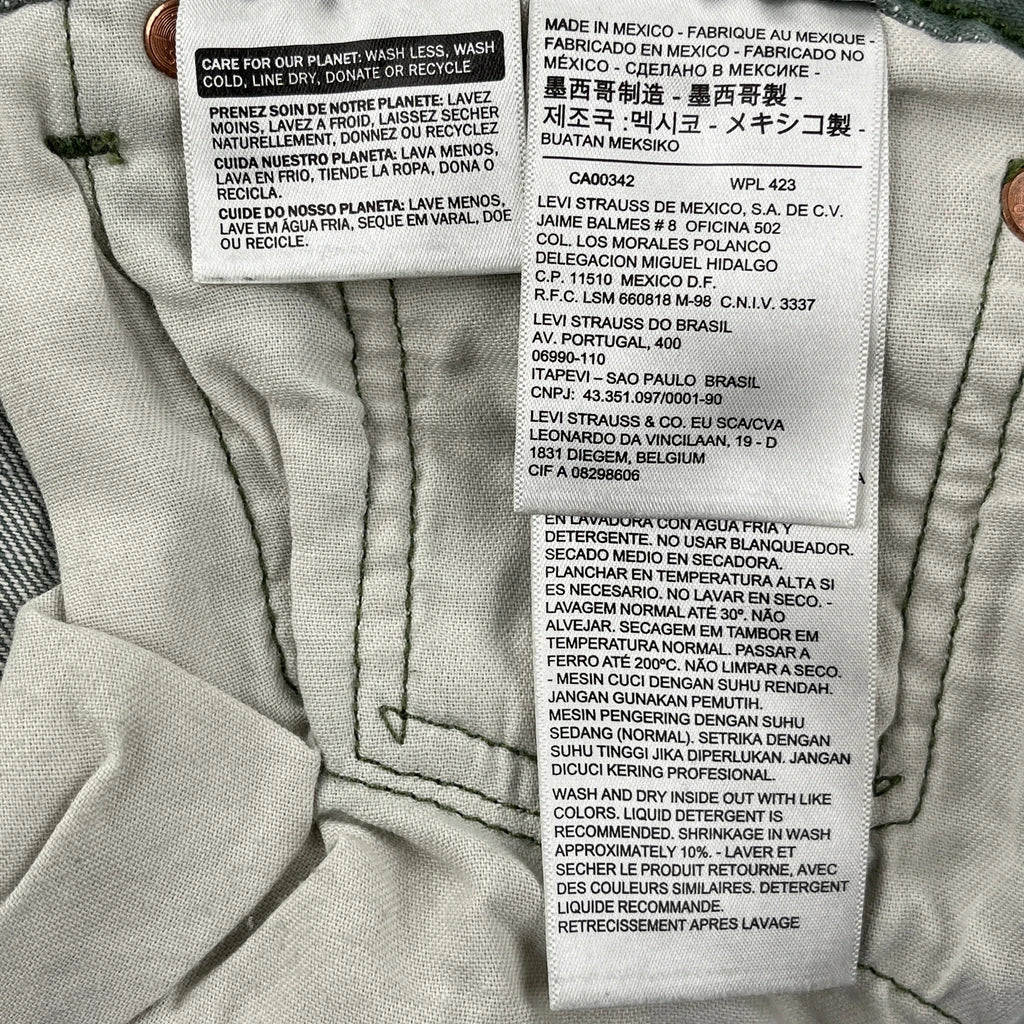 CARE FOR OUR PLANET: WASH LESS, WASH
COLD, LINE DRY, DONATE OR RECYCLE
PRENEZ SOIN DE NOTRE PLANETE: LAVEZ
MOINS, LAVEZ A FROID, LAISSEZ SECHER
NATURELLEMENT, DONNEZ OU RECYCLEZ
CUIDA NUESTRO PLANETA: LAVA MENOS,
LAVA EN FRIO, TIENDE LA ROPA, DONA O
RECICLA.
CUIDE DO NOSSO PLANETA: LAVE MENOS,
LAVE EM ÁGUA FRIA, SEQUE EM VARAL, DOE
OU RECICLE.
MADE IN MEXICO - FABRIQUE AU MEXIQUE -
FABRICADO EN MEXICO - FABRICADO NO
MÉXICO - СДЕЛАНО В МЕКСИКЕ -
墨西哥制造 - 墨西哥製 -
제조국 :멕시코 - メキシコ製 -
BUATAN MEKSIKO
CA00342 WPL 423
LEVI STRAUSS DE MEXICO, S.A. DE C.V.
JAIME BALMES # 8 OFICINA 502
COL. LOS MORALES POLANCO
DELEGACION MIGUEL HIDALGO
C.P. 11510 MEXICO D.F.
R.F.C. LSM 660818 M-98 C.N.I.V. 3337
LEVI STRAUSS DO BRASIL
AV. PORTUGAL, 400
06990-110
ITAPEVI – SAO PAULO BRASIL
CNPJ: 43.351.097/0001-90
LEVI STRAUSS & CO. EU SCA/CVA
LEONARDO DA VINCILAAN, 19 - D
1831 DIEGEM, BELGIUM
CIF A 08298606
EN LAVADORA CON AGUA FRIA Y
DETERGENTE. NO USAR BLANQUEADOR.
SECADO MEDIO EN SECADORA.
PLANCHAR EN TEMPERATURA ALTA SI
ES NECESARIO. NO LAVAR EN SECO. -
LAVAGEM NORMAL ATÉ 30º. NÃO
ALVEJAR. SECAGEM EM TAMBOR EM
TEMPERATURA NORMAL. PASSAR A
FERRO ATÉ 200ºC. NÃO LIMPAR A SECO.
- MESIN CUCI DENGAN SUHU RENDAH.
JANGAN GUNAKAN PEMUTIH.
MESIN PENGERING DENGAN SUHU
SEDANG (NORMAL). SETRIKA DENGAN
SUHU TINGGI JIKA DIPERLUKAN. JANGAN
DICUCI KERING PROFESIONAL.
WASH AND DRY INSIDE OUT WITH LIKE
COLORS. LIQUID DETERGENT IS
RECOMMENDED. SHRINKAGE IN WASH
APPROXIMATELY 10%. - LAVER ET
SECHER LE PRODUIT RETOURNE, AVEC
DES COULEURS SIMILAIRES. DETERGENT
LIQUIDE RECOMMANDE.
RETRECISSEMENT APRES LAVAGE